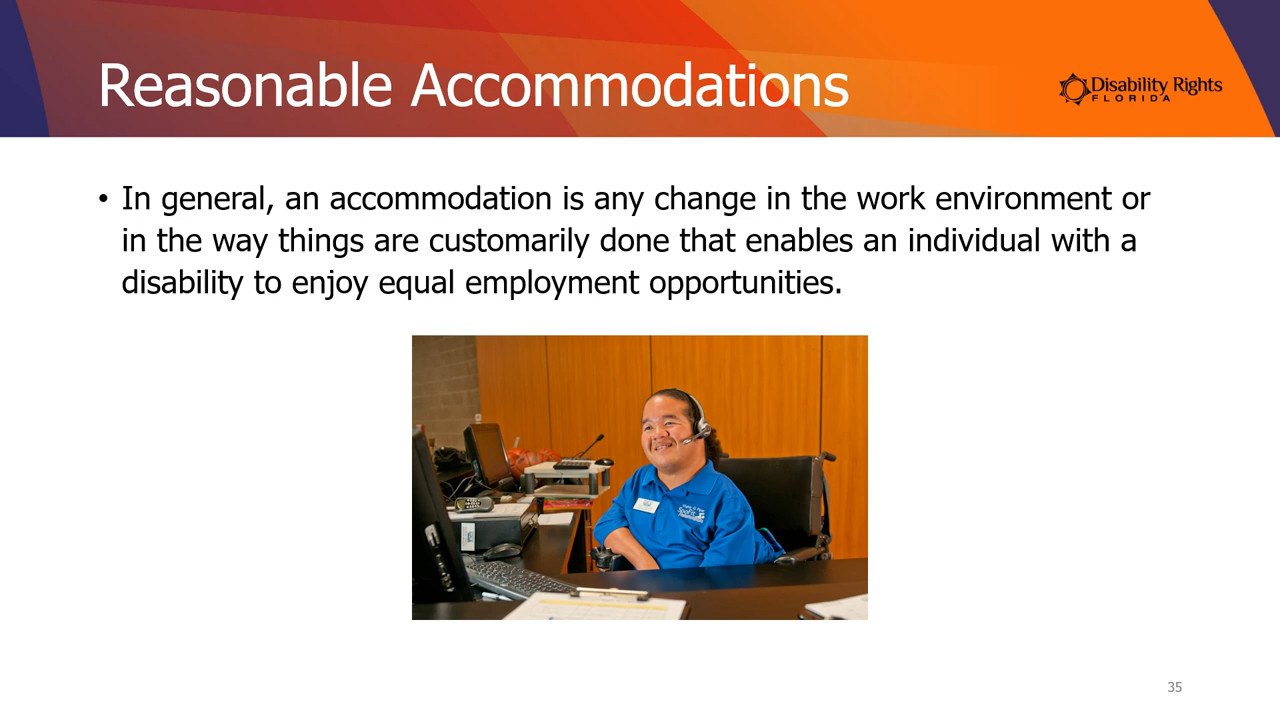 Reasonable Accommodations
Disability Rights
FLORIDA
• In general, an accommodation is any change in the work environment or
in the way things are customarily done that enables an individual with a
disability to enjoy equal employment opportunities.
35